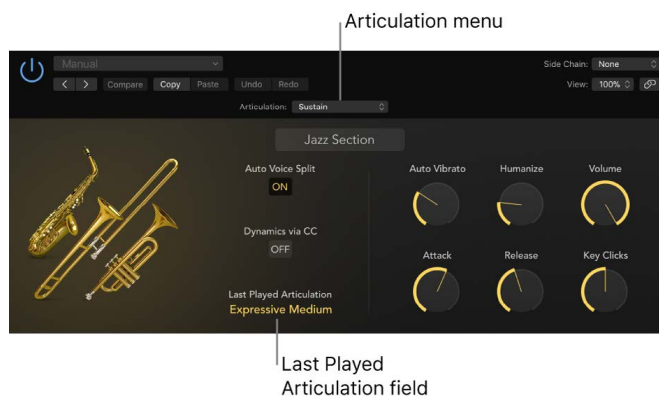 Articulation menu
Manual
Side Chain: None
Compare Copy Paste Undo Redo
View: 100%
Articulation: Sustain
Jazz Section
Auto Voice Split
ON
Auto Vibrato Humanize Volume
Dynamics via CC
OFF
Attack Release Key Clicks
Last Played Articulation
Expressive Medium
Last Played
Articulation field